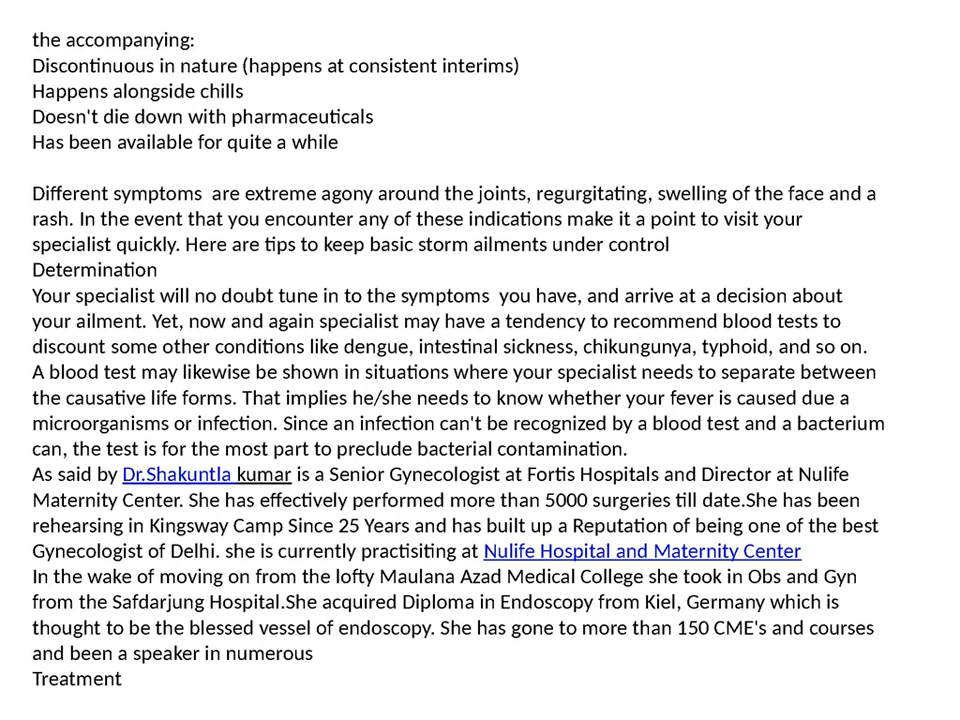 the accompanying:
Discontinuous in nature (happens at consistent interims)
Happens alongside chills
Doesn't die down with pharmaceuticals
Has been available for quite a while
Different symptoms  are extreme agony around the joints, regurgitating, swelling of the face and a
rash. In the event that you encounter any of these indications make it a point to visit your
specialist quickly. Here are tips to keep basic storm ailments under control
Determination
Your specialist will no doubt tune in to the symptoms  you have, and arrive at a decision about
your ailment. Yet, now and again specialist may have a tendency to recommend blood tests to
discount some other conditions like dengue, intestinal sickness, chikungunya, typhoid, and so on.
A blood test may likewise be shown in situations where your specialist needs to separate between
the causative life forms. That implies he/she needs to know whether your fever is caused due a
microorganisms or infection. Since an infection can't be recognized by a blood test and a bacterium
can, the test is for the most part to preclude bacterial contamination.
As said by Dr.Shakuntla kumar is a Senior Gynecologist at Fortis Hospitals and Director at Nulife
Maternity Center. She has effectively performed more than 5000 surgeries till date.She has been
rehearsing in Kingsway Camp Since 25 Years and has built up a Reputation of being one of the best
Gynecologist of Delhi. she is currently practisiting at Nulife Hospital and Maternity Center
In the wake of moving on from the lofty Maulana Azad Medical College she took in Obs and Gyn
from the Safdarjung Hospital.She acquired Diploma in Endoscopy from Kiel, Germany which is
thought to be the blessed vessel of endoscopy. She has gone to more than 150 CME's and courses
and been a speaker in numerous
Treatment